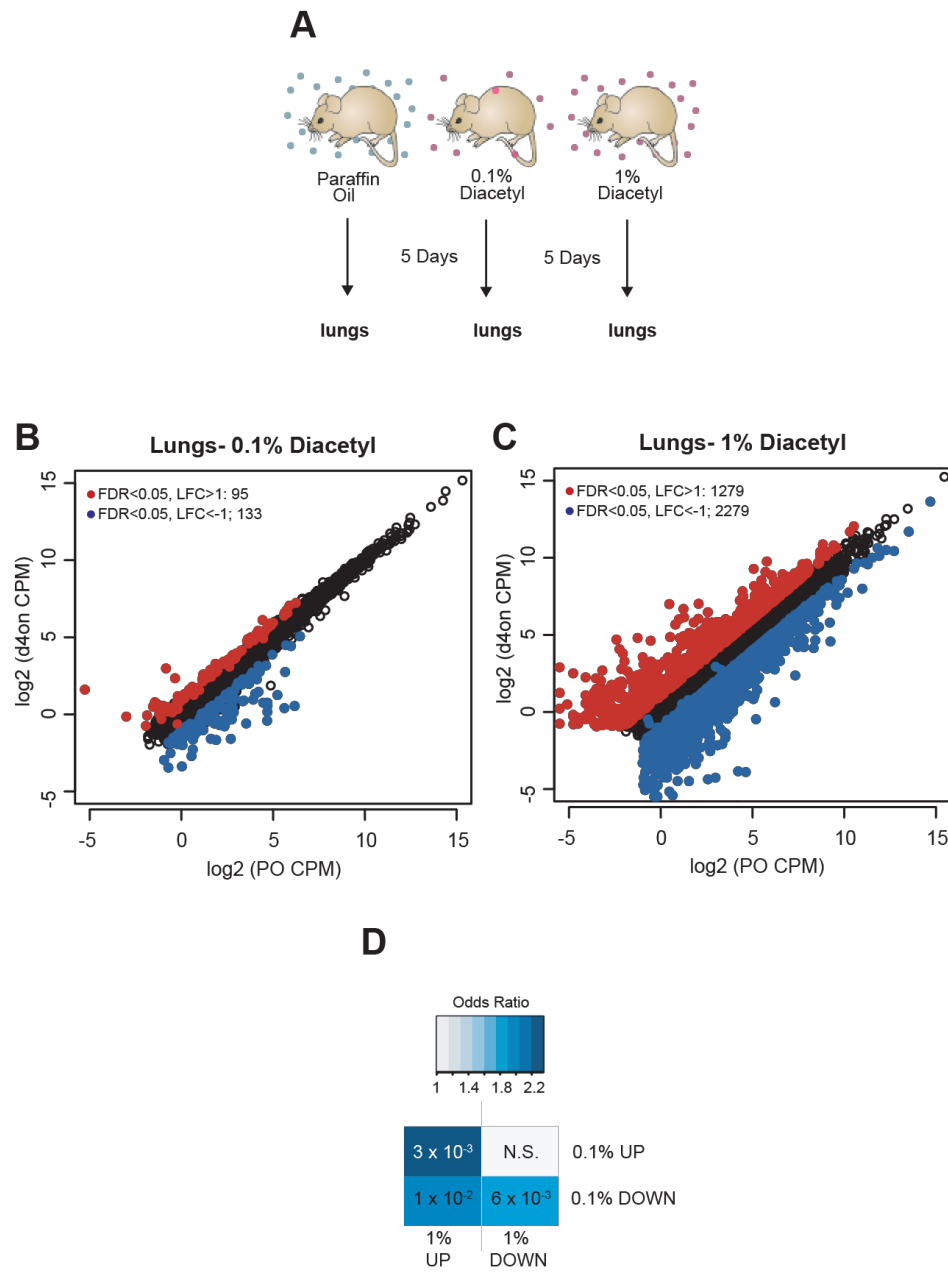 A
Paraffin
Oil
0.1%
Diacetyl
1%
Diacetyl
5 Days
5 Days
lungs
lungs
lungs
B
Lungs- 0.1% Diacetyl
FDR<0.05, LFC>1: 95
FDR<0.05, LFC<-1; 133
log2 (d4on CPM)
15
10
5
0
-5
-5
0
5
10
15
log2 (PO CPM)
C
Lungs- 1% Diacetyl
FDR<0.05, LFC>1: 1279
FDR<0.05, LFC<-1; 2279
log2 (d4on CPM)
15
10
5
0
-5
-5
0
5
10
15
log2 (PO CPM)
D
Odds Ratio
1 1.4 1.8 2.2
3 x 10⁻³ N.S. 0.1% UP
1 x 10⁻² 6 x 10⁻³ 0.1% DOWN
1% 1%
UP DOWN